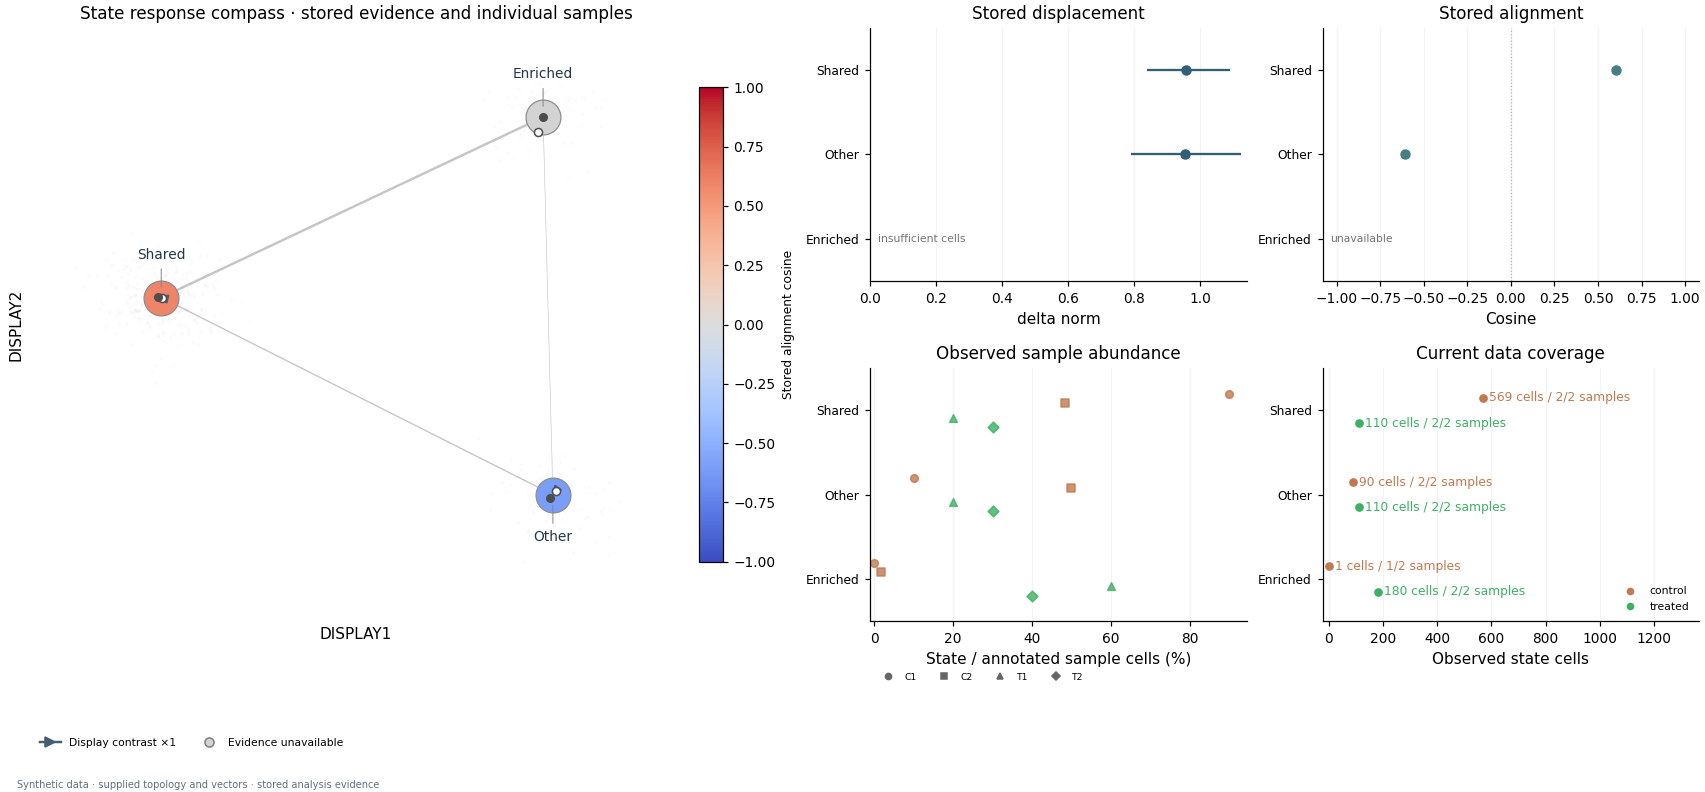 State response compass · stored evidence and individual samples
Enriched
Shared
Other
DISPLAY2
DISPLAY1
1.00
0.75
0.50
0.25
0.00
−0.25
−0.50
−0.75
−1.00
Stored alignment cosine
Display contrast ×1
Evidence unavailable
Synthetic data · supplied topology and vectors · stored analysis evidence
Stored displacement
Shared
Other
Enriched
insufficient cells
0.0 0.2 0.4 0.6 0.8 1.0
delta norm
Stored alignment
Shared
Other
Enriched
unavailable
−1.00 −0.75 −0.50 −0.25 0.00 0.25 0.50 0.75 1.00
Cosine
Observed sample abundance
Shared
Other
Enriched
0 20 40 60 80
State / annotated sample cells (%)
C1 C2 T1 T2
Current data coverage
Shared
569 cells / 2/2 samples
110 cells / 2/2 samples
Other
90 cells / 2/2 samples
110 cells / 2/2 samples
Enriched
1 cells / 1/2 samples
180 cells / 2/2 samples
control
treated
0 200 400 600 800 1000 1200
Observed state cells